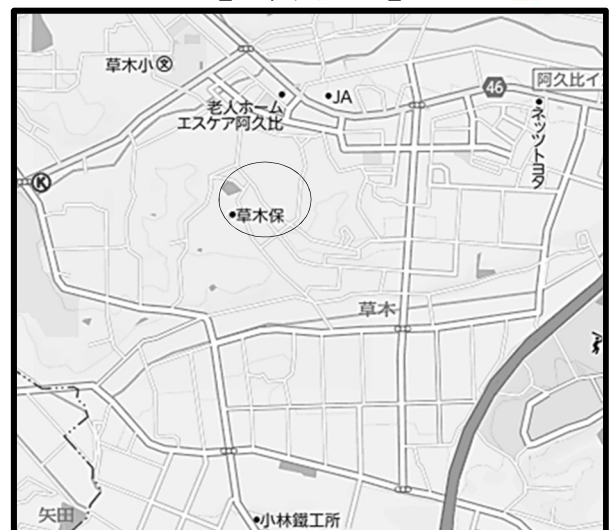 草木小
JA
46
阿久比イ
老人ホーム
エスケア阿久比
ネッツトヨタ
K
草木保
草木
矢田
小林鐵工所